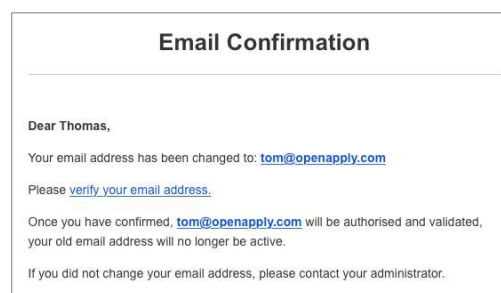 Email Confirmation
Dear Thomas,
Your email address has been changed to: tom@openapply.com
Please verify your email address.
Once you have confirmed, tom@openapply.com will be authorised and validated,
your old email address will no longer be active.
If you did not change your email address, please contact your administrator.